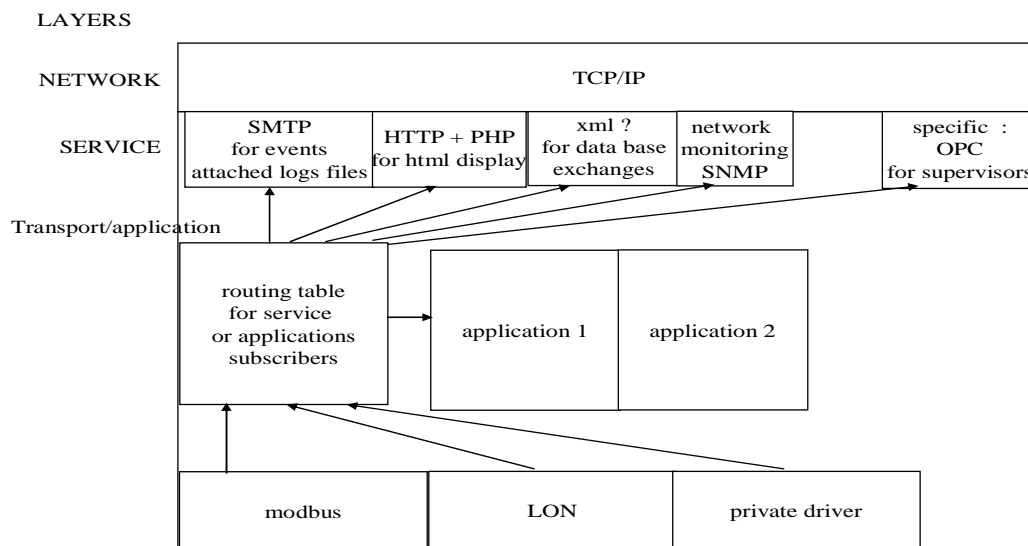 LAYERS
NETWORK
TCP/IP
SERVICE
SMTP
for events
attached logs files
HTTP + PHP
for html display
xml ?
for data base
exchanges
network
monitoring
SNMP
specific :
OPC
for supervisors
Transport/application
routing table
for service
or applications
subscribers
application 1
application 2
modbus
LON
private driver